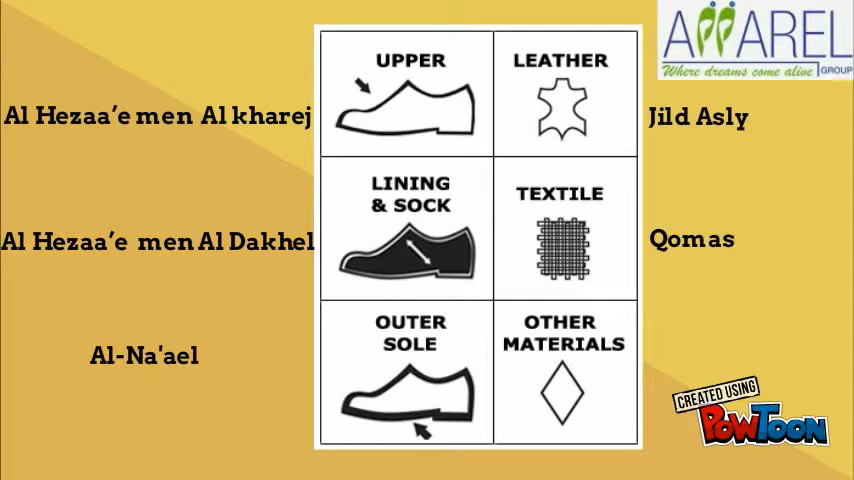 APPAREL
Where dreams come alive GROUP
UPPER
LEATHER
Al Hezaa’e men Al kharej
Jild Asly
LINING
& SOCK
TEXTILE
Al Hezaa’e men Al Dakhel
Qomas
OUTER
SOLE
OTHER
MATERIALS
Al-Na'ael
CREATED USING
POWTOON